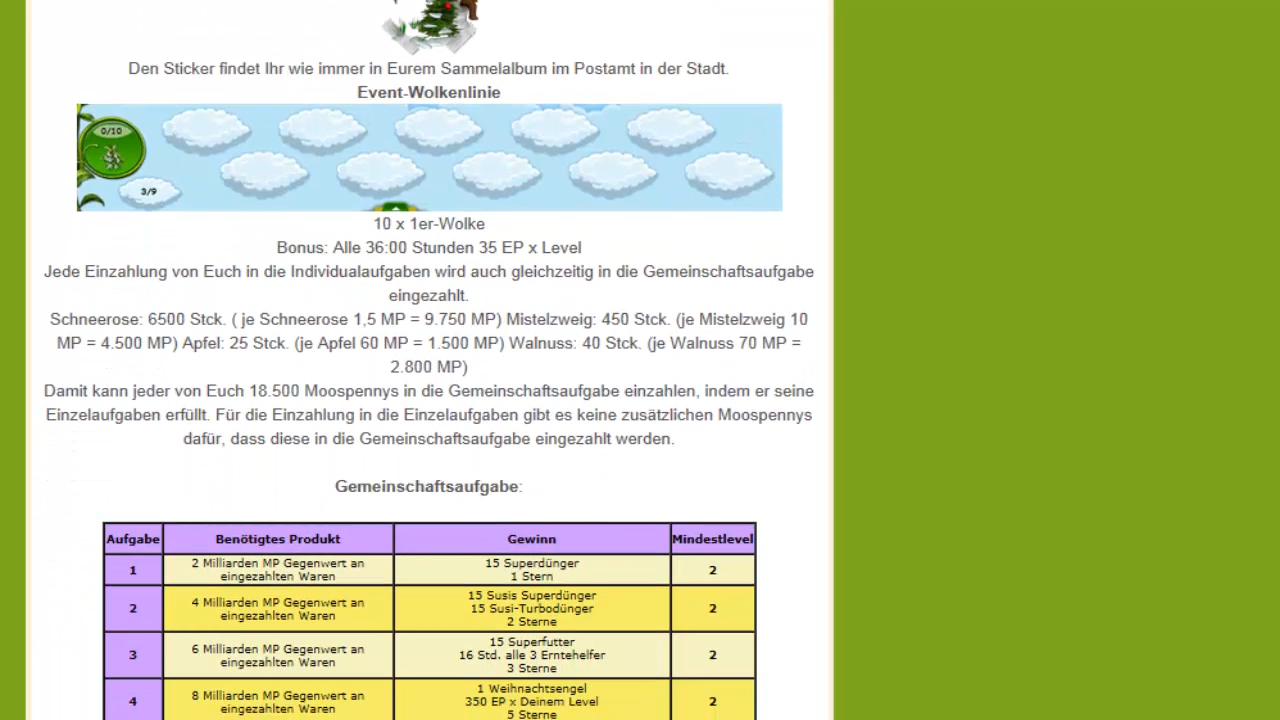 Den Sticker findet Ihr wie immer in Eurem Sammelalbum im Postamt in der Stadt.
Event-Wolkenlinie
0/10
3/9
10 x 1er-Wolke
Bonus: Alle 36:00 Stunden 35 EP x Level
Jede Einzahlung von Euch in die Individualaufgaben wird auch gleichzeitig in die Gemeinschaftsaufgabe
eingezahlt.
Schneerose: 6500 Stck. ( je Schneerose 1,5 MP = 9.750 MP) Mistelzweig: 450 Stck. (je Mistelzweig 10
MP = 4.500 MP) Apfel: 25 Stck. (je Apfel 60 MP = 1.500 MP) Walnuss: 40 Stck. (je Walnuss 70 MP =
2.800 MP)
Damit kann jeder von Euch 18.500 Moospennys in die Gemeinschaftsaufgabe einzahlen, indem er seine
Einzelaufgaben erfüllt. Für die Einzahlung in die Einzelaufgaben gibt es keine zusätzlichen Moospennys
dafür, dass diese in die Gemeinschaftsaufgabe eingezahlt werden.
Gemeinschaftsaufgabe:
Aufgabe Benötigtes Produkt Gewinn Mindestlevel
1
2 Milliarden MP Gegenwert an
eingezahlten Waren
15 Superdünger
1 Stern
2
2
4 Milliarden MP Gegenwert an
eingezahlten Waren
15 Susis Superdünger
15 Susi-Turbodünger
2 Sterne
2
3
6 Milliarden MP Gegenwert an
eingezahlten Waren
15 Superfutter
16 Std. alle 3 Erntehelfer
3 Sterne
2
4
8 Milliarden MP Gegenwert an
eingezahlten Waren
1 Weihnachtsengel
350 EP x Deinem Level
5 Sterne
2